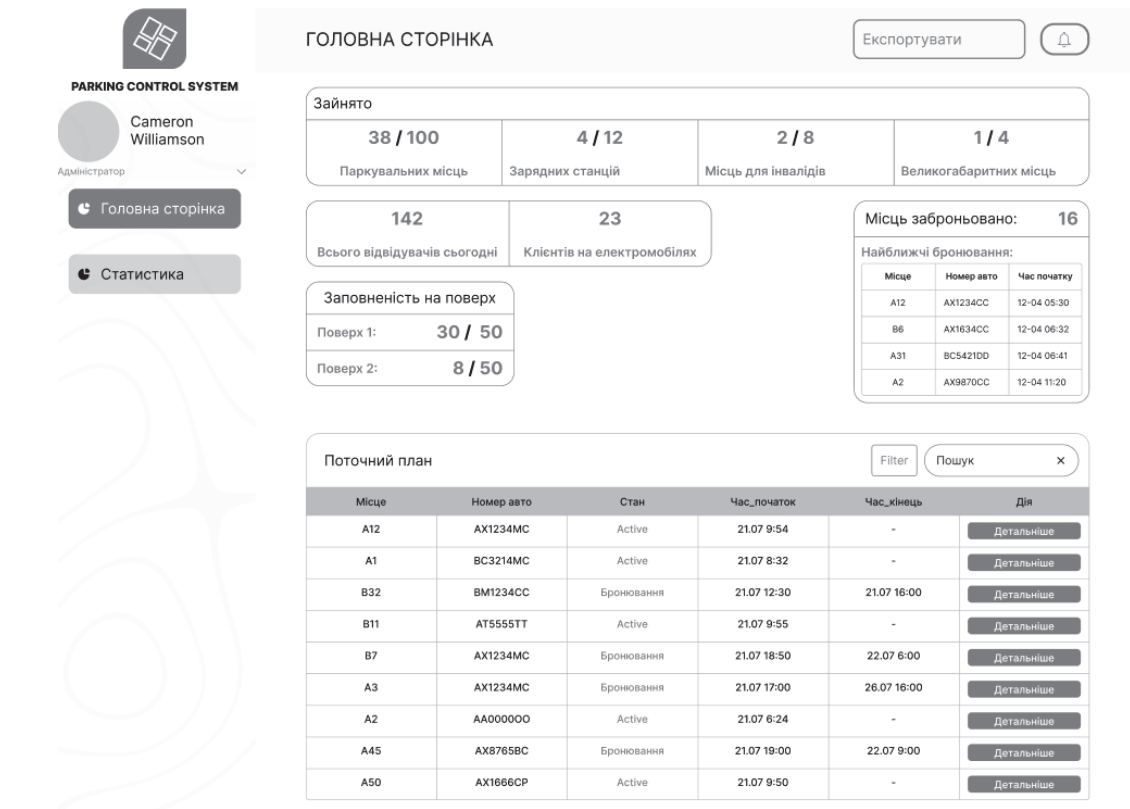 PARKING CONTROL SYSTEM
Cameron
Williamson
Адміністратор
Головна сторінка
Статистика
ГОЛОВНА СТОРІНКА
Експортувати
Зайнято
38 / 100
4 / 12
2 / 8
1 / 4
Паркувальних місць
Зарядних станцій
Місць для інвалідів
Великогабаритних місць
142
23
Всього відвідувачів сьогодні
Клієнтів на електромобілях
Місць заброньовано: 16
Найближчі бронювання:
Місце Номер авто Час початку
A12 AX1234CC 12-04 05:30
B6 AX1634CC 12-04 06:32
A31 BC5421DD 12-04 06:41
A2 AX9870CC 12-04 11:20
Заповненість на поверх
Поверх 1: 30 / 50
Поверх 2: 8 / 50
Поточний план
Filter
Пошук ×
Місце Номер авто Стан Час_початок Час_кінець Дія
A12 AX1234MC Active 21.07 9:54 - Детальніше
A1 BC3214MC Active 21.07 8:32 - Детальніше
B32 BM1234CC Бронювання 21.07 12:30 21.07 16:00 Детальніше
B11 AT5555TT Active 21.07 9:55 - Детальніше
B7 AX1234MC Бронювання 21.07 18:50 22.07 6:00 Детальніше
A3 AX1234MC Бронювання 21.07 17:00 26.07 16:00 Детальніше
A2 AA0000OO Active 21.07 6:24 - Детальніше
A45 AX8765BC Бронювання 21.07 19:00 22.07 9:00 Детальніше
A50 AX1666CP Active 21.07 9:50 - Детальніше